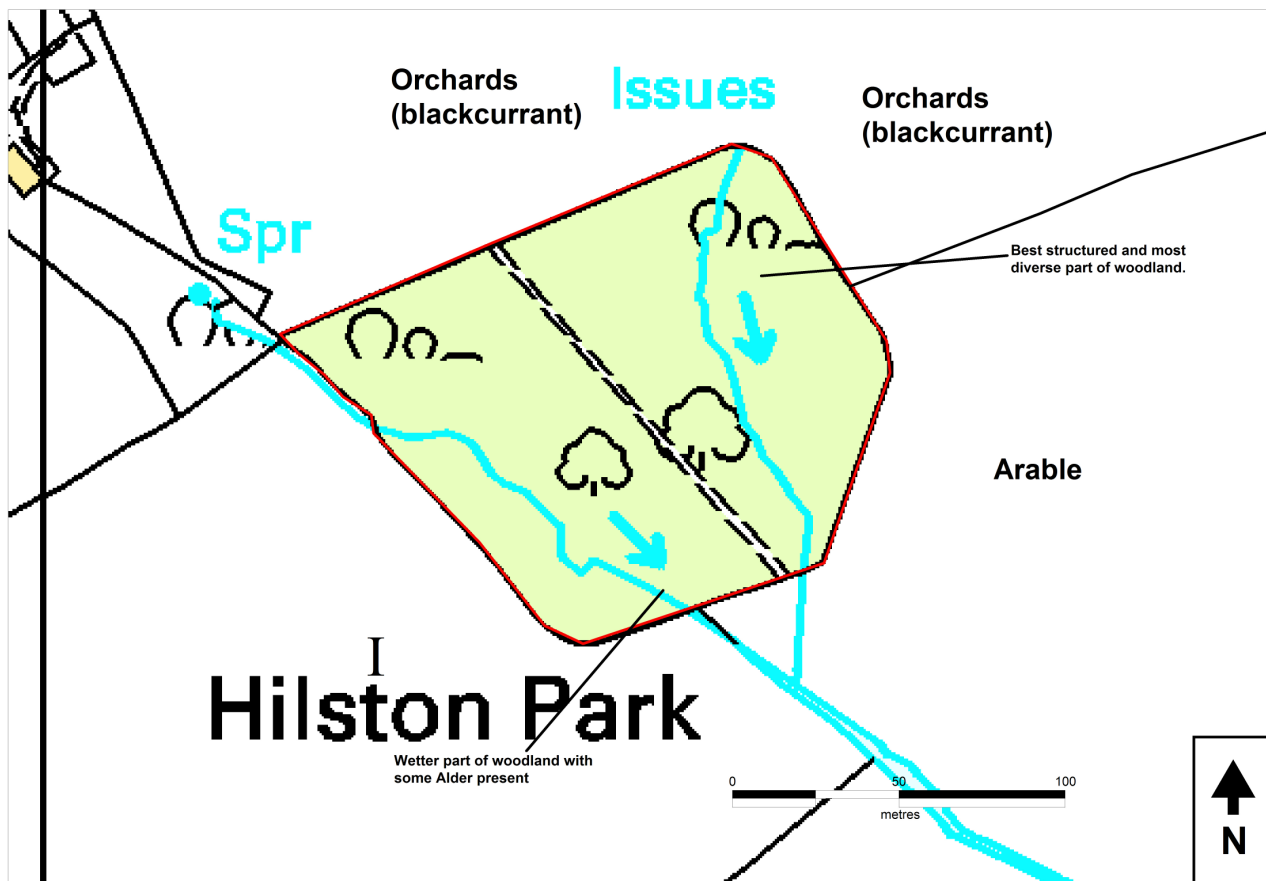 Orchards
(blackcurrant)
Issues
Orchards
(blackcurrant)
Spr
Best structured and most
diverse part of woodland.
Arable
I
Hilston Park
Wetter part of woodland with
some Alder present
0 50 100
metres
N